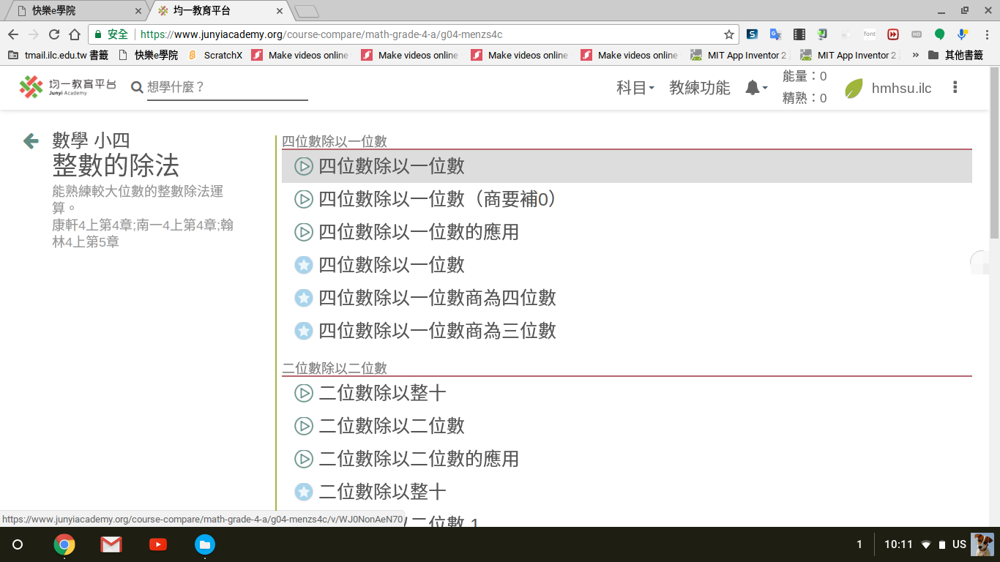 快樂e學院
均一教育平台
安全 https://www.junyiacademy.org/course-compare/math-grade-4-a/g04-menzs4c
tmail.ilc.edu.tw 書籤 快樂e學院 ScratchX Make videos online Make videos online Make videos online Make videos online MIT App Inventor 2 MIT App Inventor 2 » 其他書籤
均一教育平台
Junyi Academy
想學什麼？
科目 教練功能
能量：0
精熟：0
hmhsu.ilc
數學 小四
整數的除法
能熟練較大位數的整數除法運
算。
康軒4上第4章;南一4上第4章;翰
林4上第5章
四位數除以一位數
四位數除以一位數
四位數除以一位數（商要補0）
四位數除以一位數的應用
四位數除以一位數
四位數除以一位數商為四位數
四位數除以一位數商為三位數
二位數除以二位數
二位數除以整十
二位數除以二位數
二位數除以二位數的應用
二位數除以整十
二位數 1
https://www.junyiacademy.org/course-compare/math-grade-4-a/g04-menzs4c/v/WJ0NonAeN70
1 10:11 US